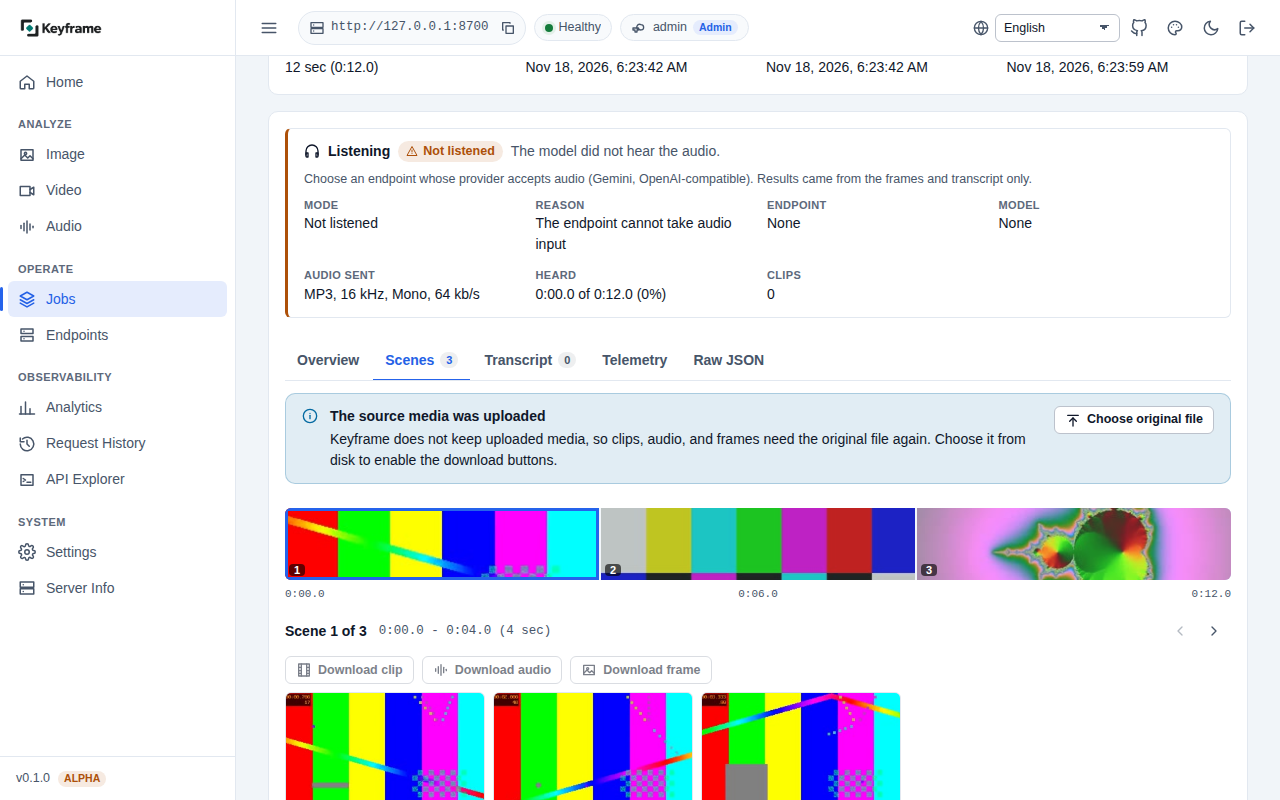 Keyframe
http://127.0.0.1:8700
Healthy
admin Admin
English
Home
ANALYZE
Image
Video
Audio
OPERATE
Jobs
Endpoints
OBSERVABILITY
Analytics
Request History
API Explorer
SYSTEM
Settings
Server Info
v0.1.0 ALPHA
12 sec (0:12.0) Nov 18, 2026, 6:23:42 AM Nov 18, 2026, 6:23:42 AM Nov 18, 2026, 6:23:59 AM
Listening Not listened The model did not hear the audio.
Choose an endpoint whose provider accepts audio (Gemini, OpenAI-compatible). Results came from the frames and transcript only.
MODE REASON ENDPOINT MODEL
Not listened The endpoint cannot take audio None None
input
AUDIO SENT HEARD CLIPS
MP3, 16 kHz, Mono, 64 kb/s 0:00.0 of 0:12.0 (0%) 0
Overview Scenes 3 Transcript 0 Telemetry Raw JSON
The source media was uploaded
Choose original file
Keyframe does not keep uploaded media, so clips, audio, and frames need the original file again. Choose it from
disk to enable the download buttons.
1 2 3
0:00.0 0:06.0 0:12.0
Scene 1 of 3 0:00.0 - 0:04.0 (4 sec)
Download clip Download audio Download frame